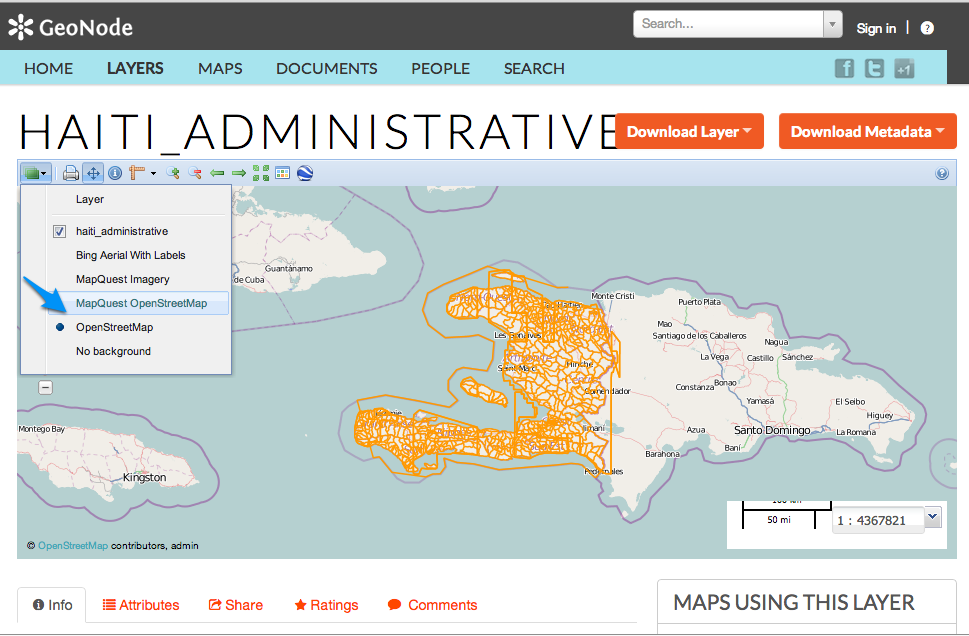 GeoNode
Search...
Sign in | ?
HOME LAYERS MAPS DOCUMENTS PEOPLE SEARCH
f t +1
HAITI_ADMINISTRATIVE
Download Layer
Download Metadata
Layer
haiti_administrative
Bing Aerial With Labels
MapQuest Imagery
MapQuest OpenStreetMap
OpenStreetMap
No background
Guantánamo
de Cuba
Monte Cristi
Puerto Plata
Mao
Santiago de los Caballeros
Nagua
Les Gonaïves
La Vega
Castillo
Sánchez
Saint Marc
Hinche
Comendador
Constanza
Bonao
Yamasá
El Seibo
Higuey
Montego Bay
Jimaní
Azua
Santo Domingo
La Romana
Baní
Barahona
Pedernales
Kingston
50 mi
1 : 4367821
© OpenStreetMap contributors, admin
Info
Attributes
Share
Ratings
Comments
MAPS USING THIS LAYER